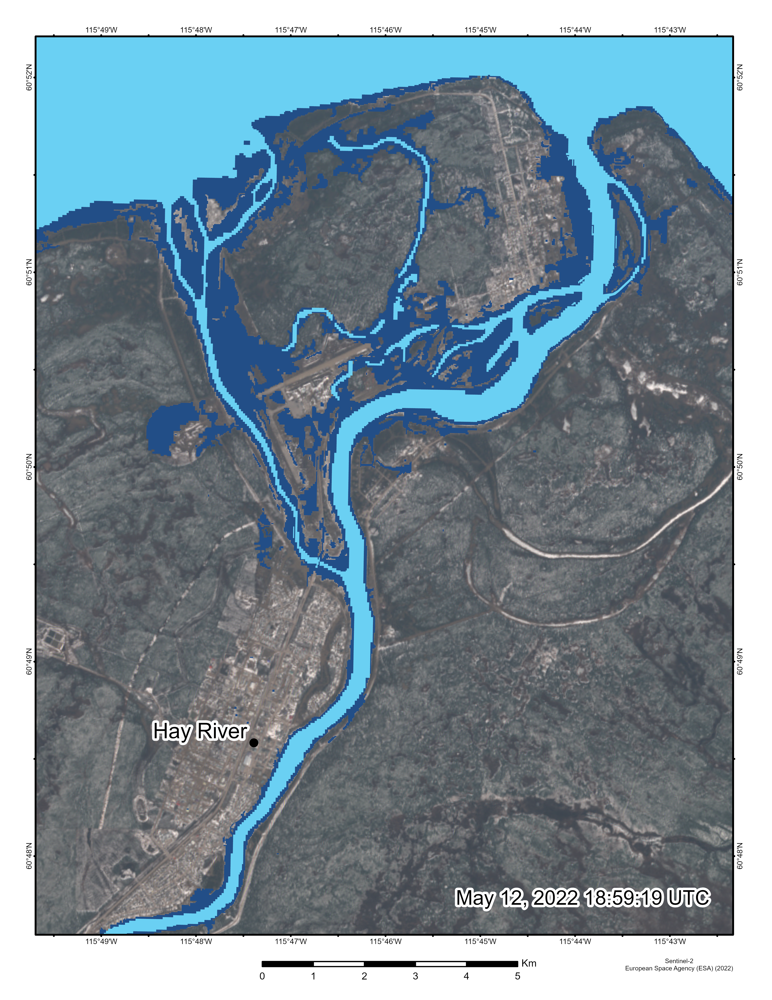 115°49'W 115°48'W 115°47'W 115°46'W 115°45'W 115°44'W 115°43'W
60°52'N 60°52'N
60°51'N 60°51'N
60°50'N 60°50'N
60°49'N 60°49'N
Hay River
60°48'N 60°48'N
May 12, 2022 18:59:19 UTC
115°49'W 115°48'W 115°47'W 115°46'W 115°45'W 115°44'W 115°43'W
Km
0 1 2 3 4 5
Sentinel-2
European Space Agency (ESA) (2022)